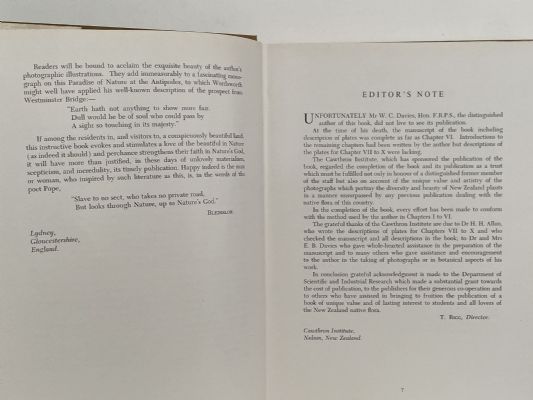 Readers will be bound to acclaim the exquisite beauty of the author's
photographic illustrations. They add immeasurably to a fascinating mono-
graph on this Paradise of Nature at the Antipodes, to which Wordsworth
might well have applied his well-known description of the prospect from
Westminster Bridge:—
"Earth hath not anything to show more fair.
Dull would be he of soul who could pass by
A sight so touching in its majesty."
If among the residents in, and visitors to, a conspicuously beautiful land,
this instructive book evokes and stimulates a love of the beautiful in Nature
(as indeed it should) and perchance strengthens their faith in Nature's God,
it will have more than justified, in these days of unlovely materialism,
scepticism, and incredulity, its timely publication. Happy indeed is the man
or woman, who inspired by such literature as this, is, in the words of the
poet Pope,
"Slave to no sect, who takes no private road,
But looks through Nature, up to Nature's God."
BLEDISLOE
Lydney,
Gloucestershire,
England.
EDITOR'S NOTE
UNFORTUNATELY Mr W. C. Davies, Hon. F.R.P.S., the distinguished
author of this book, did not live to see its publication.
At the time of his death, the manuscript of the book including
description of plates was complete as far as Chapter VI. Introductions to
the remaining chapters had been written by the author but descriptions of
the plates for Chapter VII to X were lacking.
The Cawthron Institute, which has sponsored the publication of the
book, regarded the completion of the book and its publication as a trust
which must be fulfilled not only in honour of a distinguished former member
of the staff but also on account of the unique value and artistry of the
photographs which portray the diversity and beauty of New Zealand plants
in a manner unsurpassed by any previous publication dealing with the
native flora of this country.
In the completion of the book, every effort has been made to conform
with the method used by the author in Chapters I to VI.
The grateful thanks of the Cawthron Institute are due to Dr H. H. Allan,
who wrote the descriptions of plates for Chapters VII to X and who
checked the manuscript and all descriptions in the book, to Dr and Mrs
E. B. Davies who gave whole-hearted assistance in the preparation of the
manuscript and to many others who gave assistance and encouragement
to the author in the taking of photographs or in botanical aspects of his
work.
In conclusion grateful acknowledgment is made to the Department of
Scientific and Industrial Research which made a substantial grant towards
the cost of publication, to the publishers for their generous co-operation and
to others who have assisted in bringing to fruition the publication of a
book of unique value and of lasting interest to students and all lovers of
the New Zealand native flora.
T. RIGG, Director.
Cawthron Institute,
Nelson, New Zealand.
7